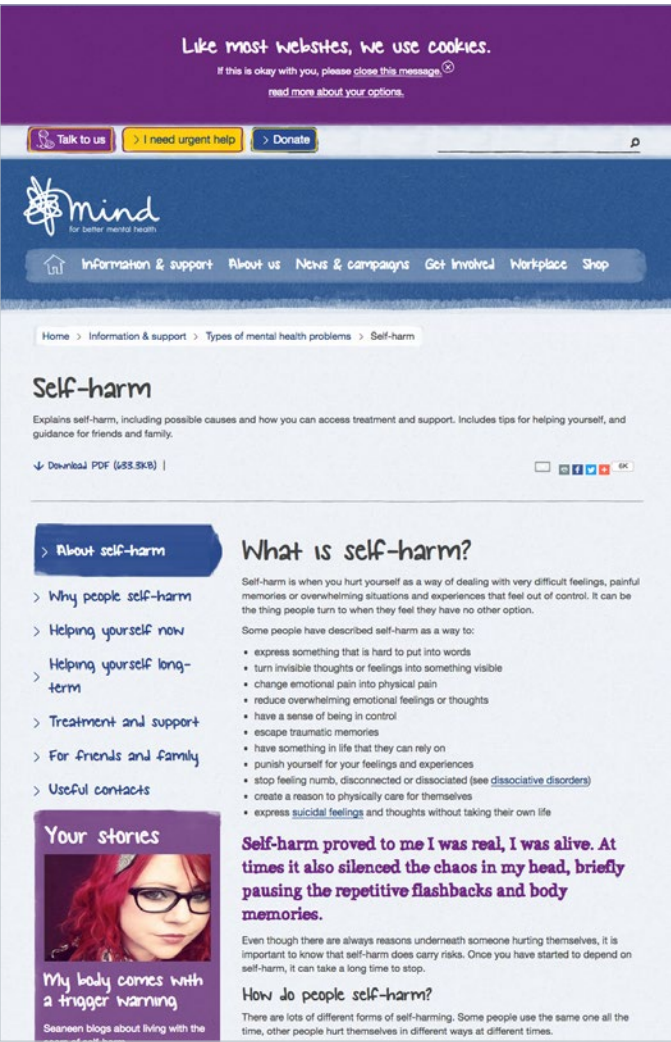 Like most websites, we use cookies.
If this is okay with you, please close this message.
read more about your options.
Talk to us
> I need urgent help
> Donate
mind
for better mental health
Information & support About us News & campaigns Get Involved Workplace Shop
Home > Information & support > Types of mental health problems > Self-harm
Self-harm
Explains self-harm, including possible causes and how you can access treatment and support. Includes tips for helping yourself, and
guidance for friends and family.
Download PDF (633.3KB) |
6K
> About self-harm
> Why people self-harm
> Helping yourself now
> Helping yourself long-
term
> Treatment and support
> For friends and family
> Useful contacts
Your stories
My body comes with
a trigger warning
Seaneen blogs about living with the
What is self-harm?
Self-harm is when you hurt yourself as a way of dealing with very difficult feelings, painful
memories or overwhelming situations and experiences that feel out of control. It can be
the thing people turn to when they feel they have no other option.
Some people have described self-harm as a way to:
• express something that is hard to put into words
• turn invisible thoughts or feelings into something visible
• change emotional pain into physical pain
• reduce overwhelming emotional feelings or thoughts
• have a sense of being in control
• escape traumatic memories
• have something in life that they can rely on
• punish yourself for your feelings and experiences
• stop feeling numb, disconnected or dissociated (see dissociative disorders)
• create a reason to physically care for themselves
• express suicidal feelings and thoughts without taking their own life
Self-harm proved to me I was real, I was alive. At
times it also silenced the chaos in my head, briefly
pausing the repetitive flashbacks and body
memories.
Even though there are always reasons underneath someone hurting themselves, it is
important to know that self-harm does carry risks. Once you have started to depend on
self-harm, it can take a long time to stop.
How do people self-harm?
There are lots of different forms of self-harming. Some people use the same one all the
time, other people hurt themselves in different ways at different times.